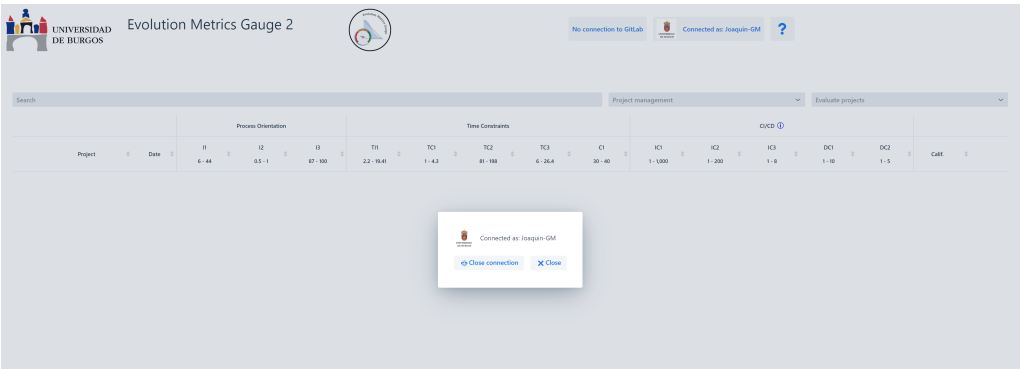 UNIVERSIDAD
DE BURGOS
Evolution Metrics Gauge 2
No connection to GitLab
Connected as: Joaquin-GM
?
Search
Project management
Evaluate projects
Process Orientation
Time Constraints
CI/CD
Project
Date
I1
6 - 44
I2
0.5 - 1
I3
87 - 100
TI1
2.2 - 19.41
TC1
1 - 4.3
TC2
81 - 198
TC3
6 - 26.4
C1
30 - 40
IC1
1 - 1,000
IC2
1 - 200
IC3
1 - 8
DC1
1 - 10
DC2
1 - 5
Calif.
Connected as: Joaquin-GM
Close connection
Close